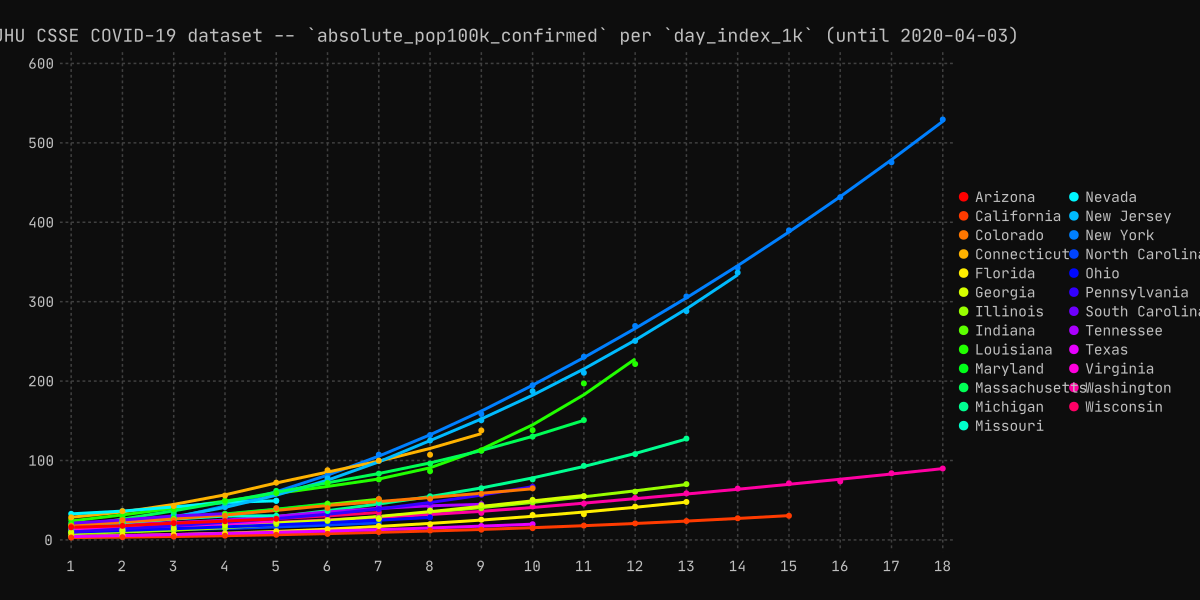 JHU CSSE COVID-19 dataset -- `absolute_pop100k_confirmed` per `day_index_1k` (until 2020-04-03)
600
500
400
300
200
100
0
1 2 3 4 5 6 7 8 9 10 11 12 13 14 15 16 17 18
Arizona
California
Colorado
Connecticut
Florida
Georgia
Illinois
Indiana
Louisiana
Maryland
Massachusetts
Michigan
Missouri
Nevada
New Jersey
New York
North Carolina
Ohio
Pennsylvania
South Carolina
Tennessee
Texas
Virginia
Washington
Wisconsin